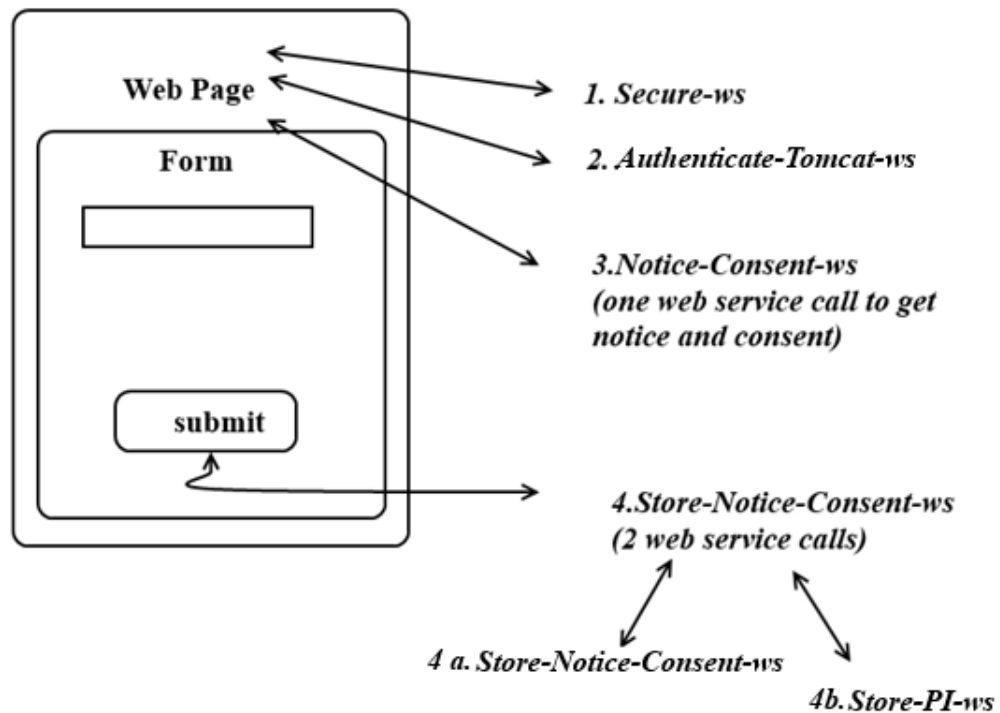 Web Page
Form
submit
1. Secure-ws
2. Authenticate-Tomcat-ws
3.Notice-Consent-ws
(one web service call to get
notice and consent)
4.Store-Notice-Consent-ws
(2 web service calls)
4 a. Store-Notice-Consent-ws
4b. Store-PI-ws